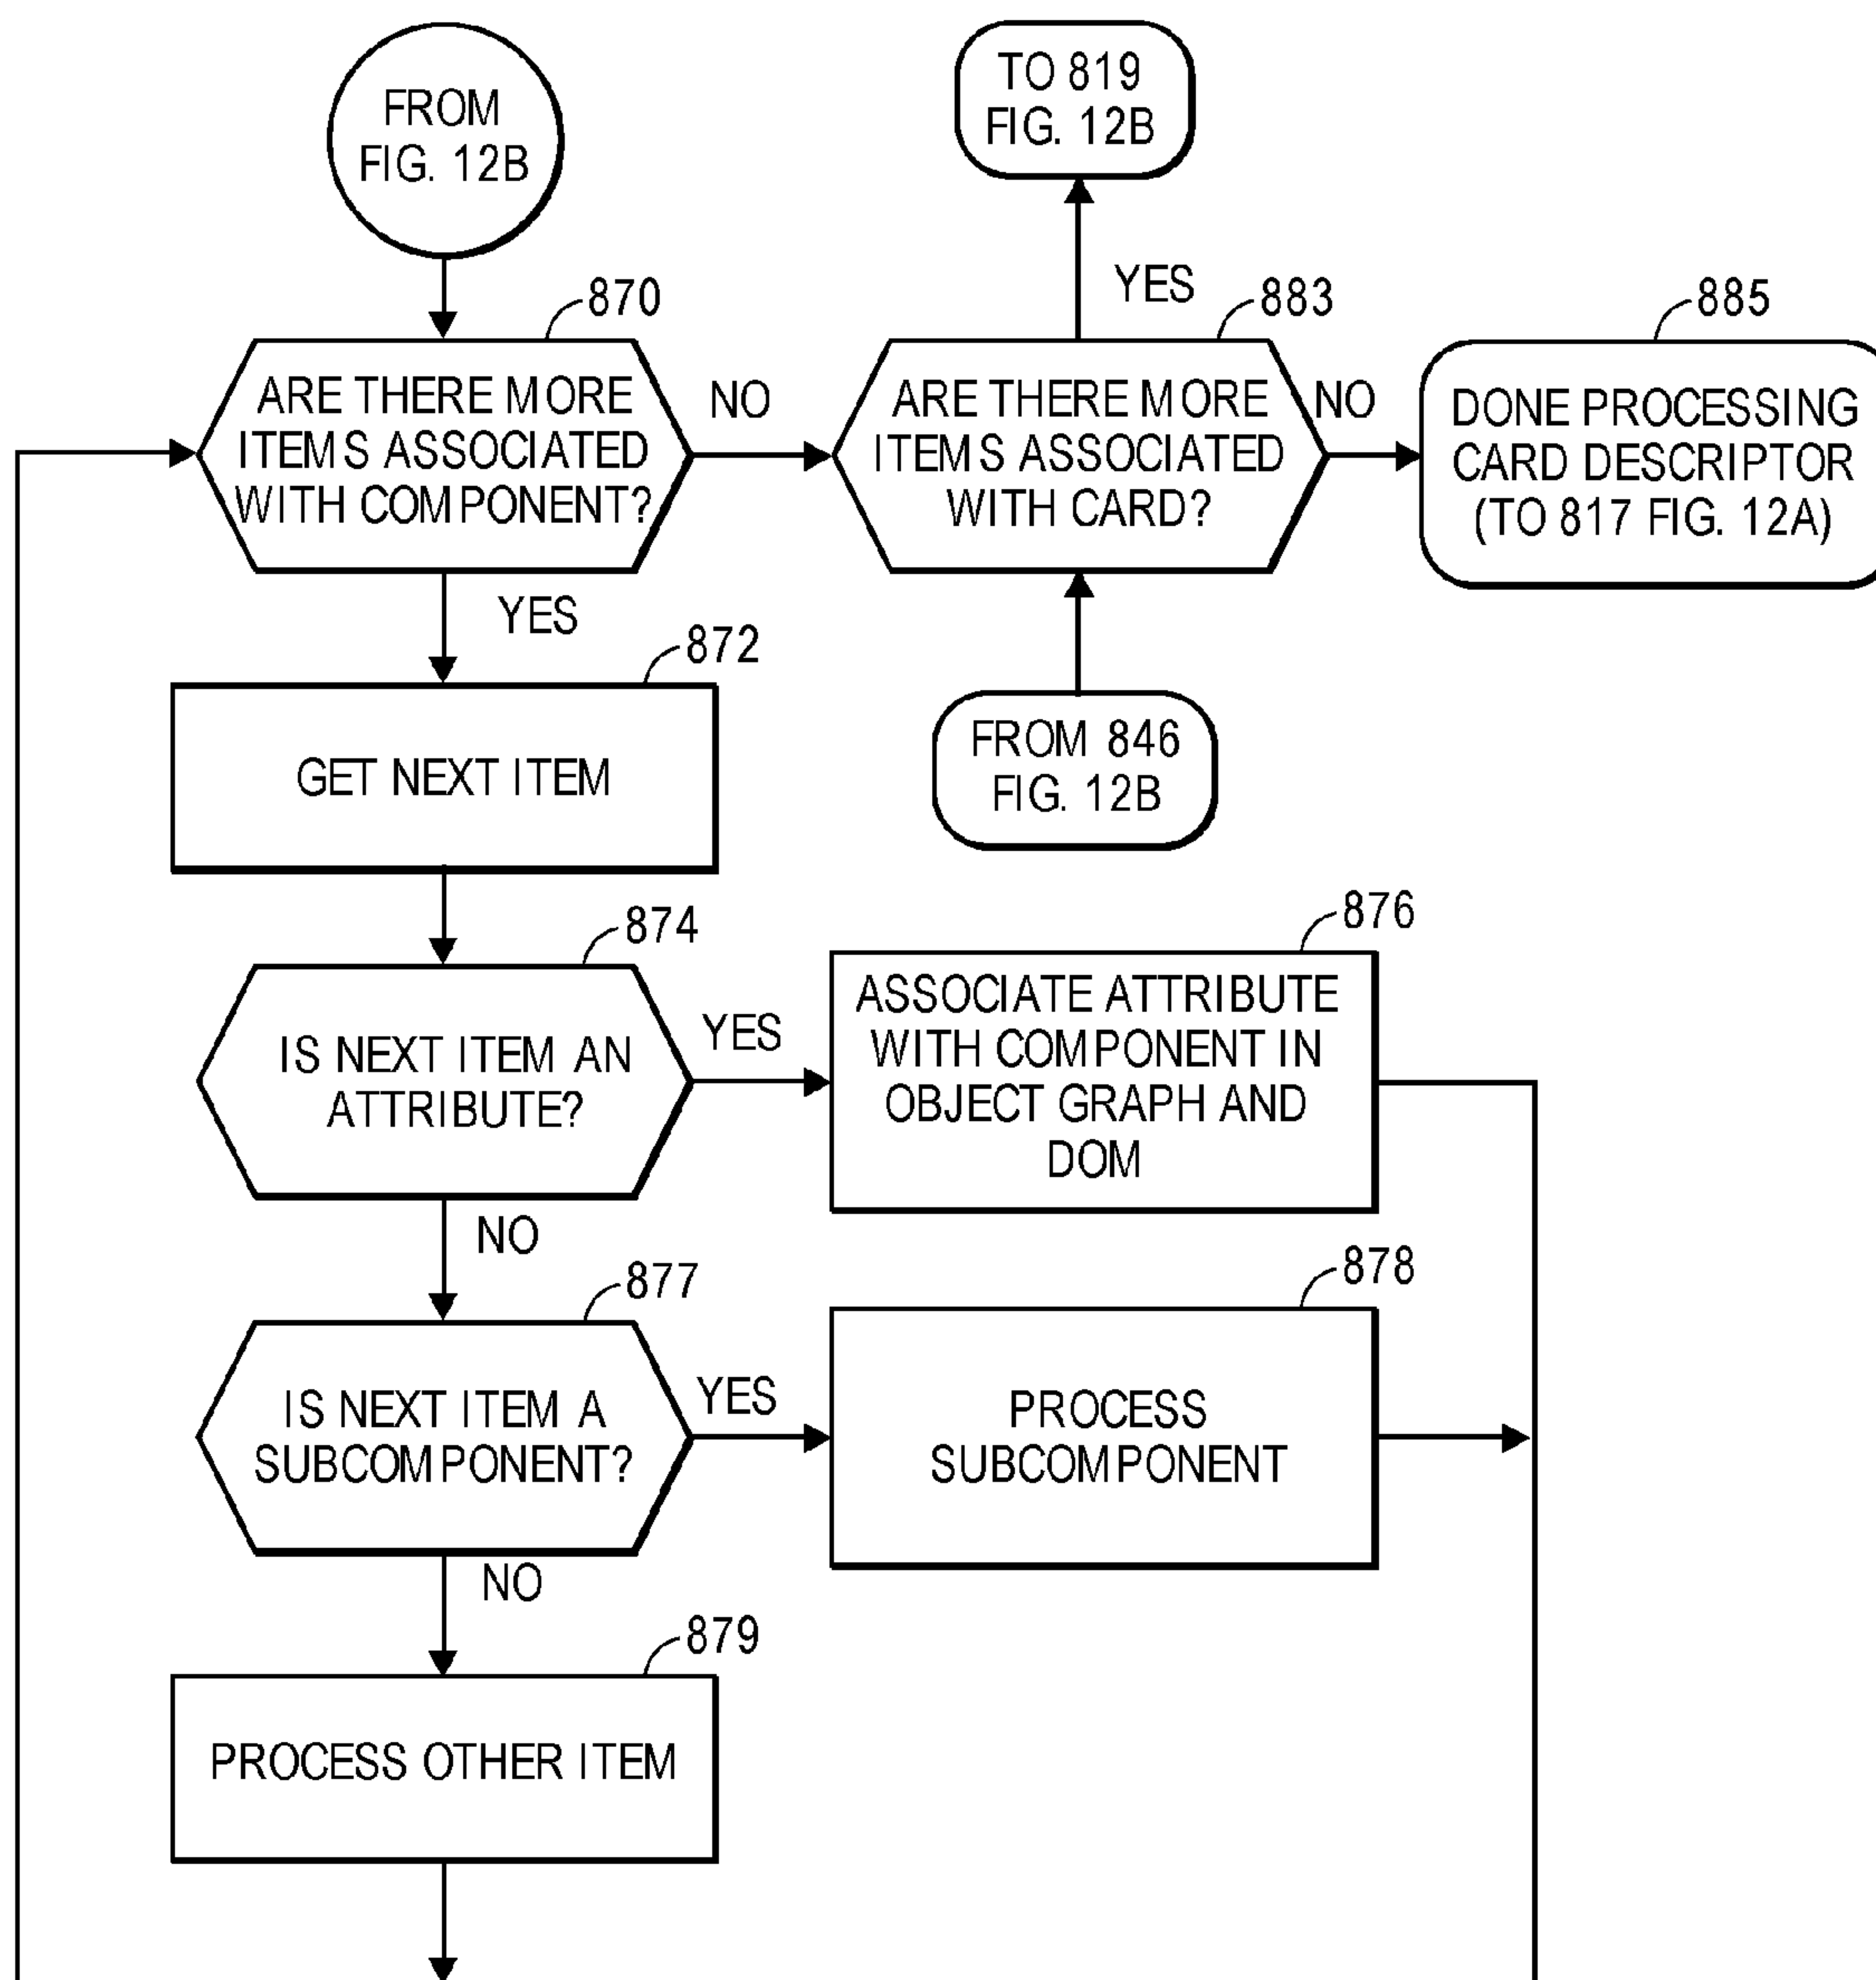 FROM
FIG. 12B
TO 819
FIG. 12B
870
ARE THERE MORE
ITEMS ASSOCIATED
WITH COMPONENT?
NO
YES
883
ARE THERE MORE
ITEMS ASSOCIATED
WITH CARD?
NO
885
DONE PROCESSING
CARD DESCRIPTOR
(TO 817 FIG. 12A)
YES
872
GET NEXT ITEM
FROM 846
FIG. 12B
874
IS NEXT ITEM AN
ATTRIBUTE?
YES
876
ASSOCIATE ATTRIBUTE
WITH COMPONENT IN
OBJECT GRAPH AND
DOM
NO
877
IS NEXT ITEM A
SUBCOMPONENT?
YES
878
PROCESS
SUBCOMPONENT
NO
879
PROCESS OTHER ITEM